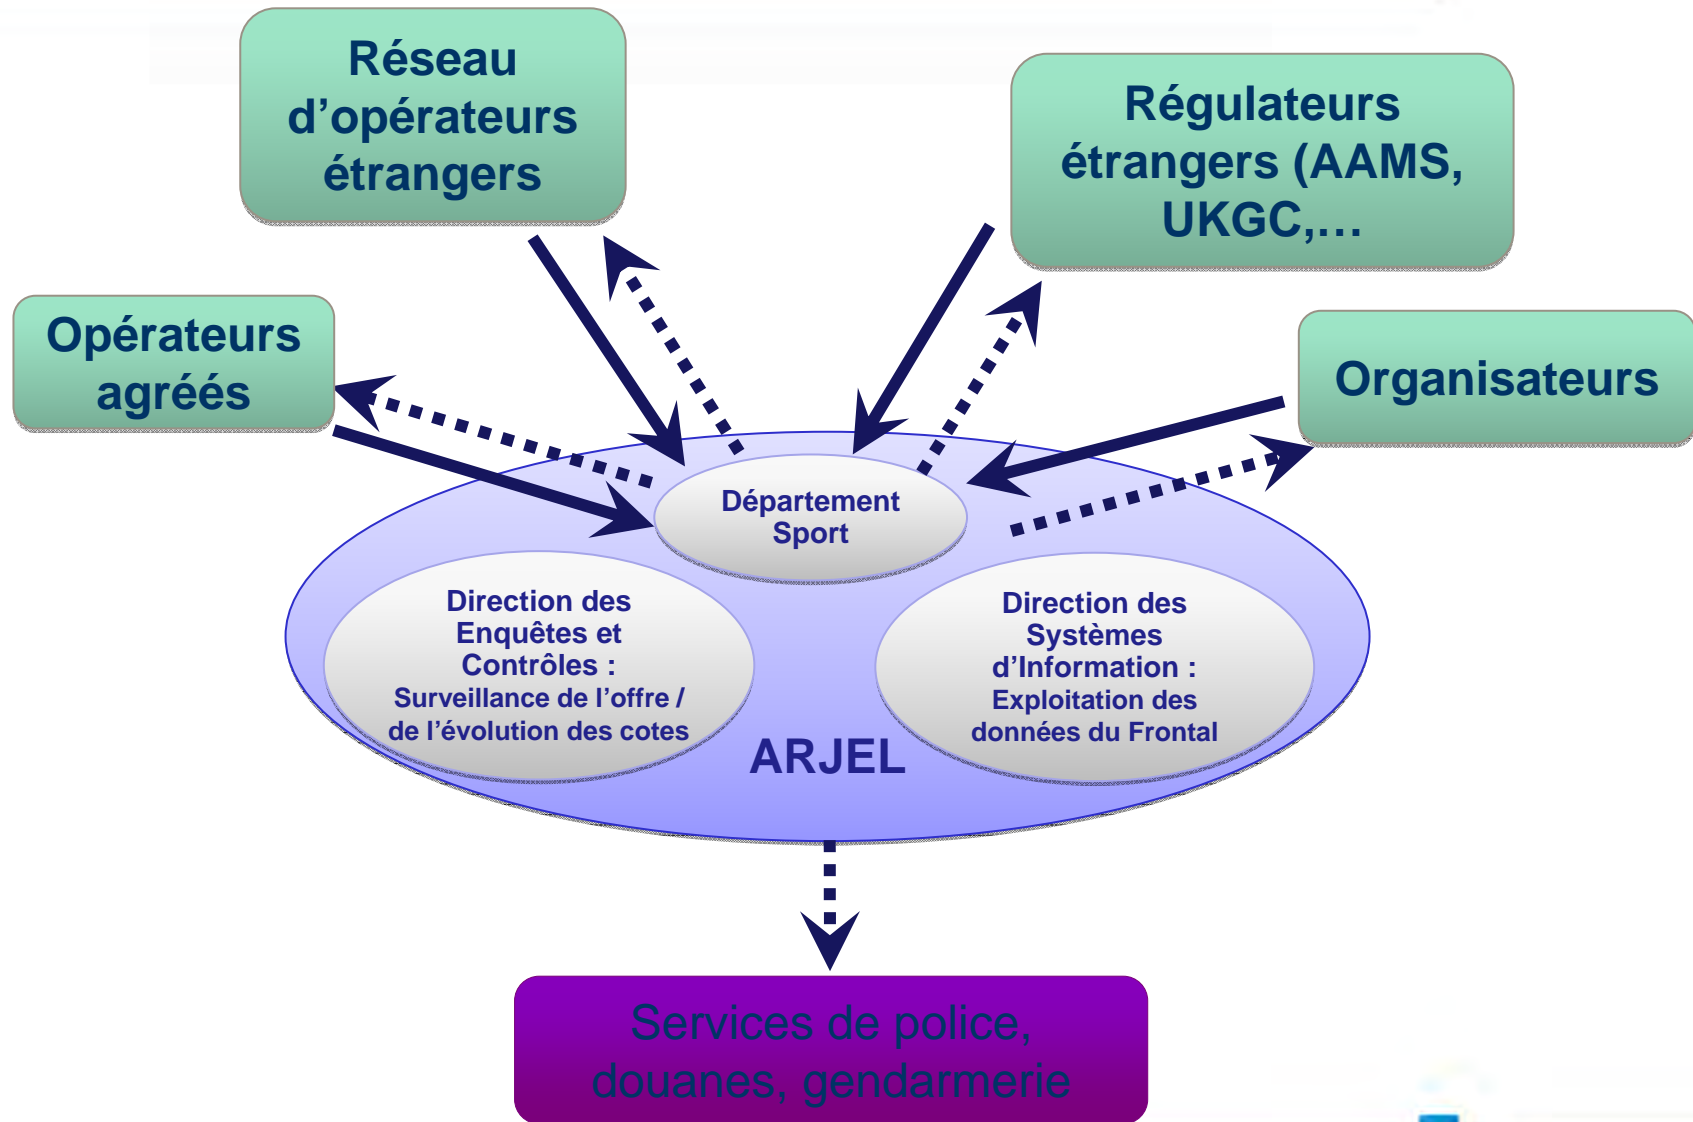 Réseau
d’opérateurs
étrangers
Régulateurs
étrangers (AAMS,
UKGC,…
Opérateurs
agréés
Organisateurs
Département
Sport
Direction des
Enquêtes et
Contrôles :
Surveillance de l’offre /
de l’évolution des cotes
Direction des
Systèmes
d’Information :
Exploitation des
données du Frontal
ARJEL
Services de police,
douanes, gendarmerie